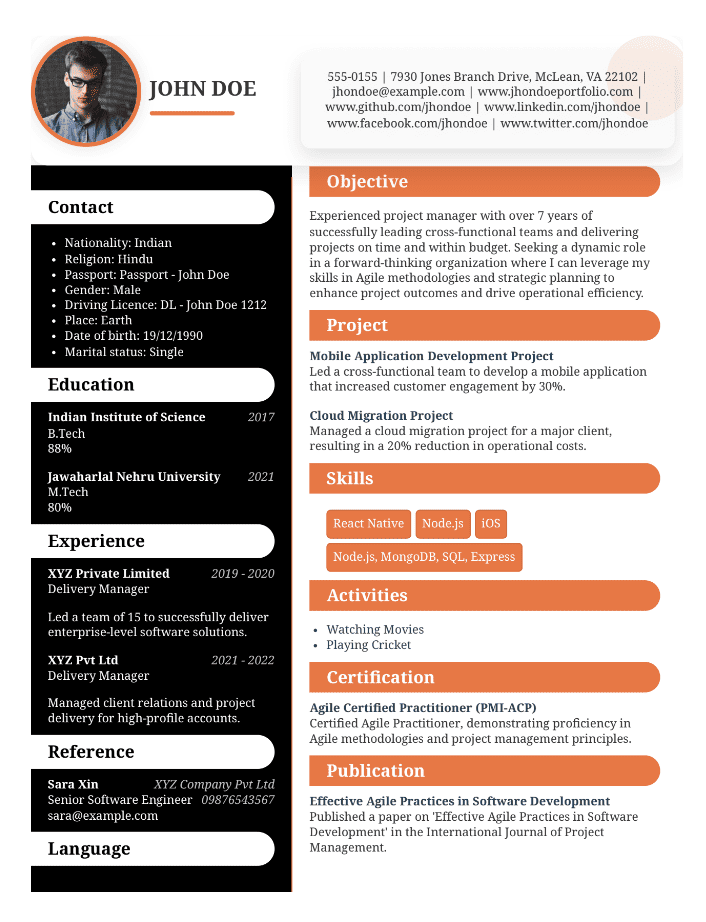 JOHN DOE
555-0155 | 7930 Jones Branch Drive, McLean, VA 22102 |
jhondoe@example.com | www.jhondoeportfolio.com |
www.github.com/jhondoe | www.linkedin.com/jhondoe |
www.facebook.com/jhondoe | www.twitter.com/jhondoe
Contact
• Nationality: Indian
• Religion: Hindu
• Passport: Passport - John Doe
• Gender: Male
• Driving Licence: DL - John Doe 1212
• Place: Earth
• Date of birth: 19/12/1990
• Marital status: Single
Education
Indian Institute of Science 2017
B.Tech
88%
Jawaharlal Nehru University 2021
M.Tech
80%
Experience
XYZ Private Limited 2019 - 2020
Delivery Manager
Led a team of 15 to successfully deliver
enterprise-level software solutions.
XYZ Pvt Ltd 2021 - 2022
Delivery Manager
Managed client relations and project
delivery for high-profile accounts.
Reference
Sara Xin XYZ Company Pvt Ltd
Senior Software Engineer 09876543567
sara@example.com
Language
Objective
Experienced project manager with over 7 years of
successfully leading cross-functional teams and delivering
projects on time and within budget. Seeking a dynamic role
in a forward-thinking organization where I can leverage my
skills in Agile methodologies and strategic planning to
enhance project outcomes and drive operational efficiency.
Project
Mobile Application Development Project
Led a cross-functional team to develop a mobile application
that increased customer engagement by 30%.
Cloud Migration Project
Managed a cloud migration project for a major client,
resulting in a 20% reduction in operational costs.
Skills
React Native Node.js iOS
Node.js, MongoDB, SQL, Express
Activities
• Watching Movies
• Playing Cricket
Certification
Agile Certified Practitioner (PMI-ACP)
Certified Agile Practitioner, demonstrating proficiency in
Agile methodologies and project management principles.
Publication
Effective Agile Practices in Software Development
Published a paper on 'Effective Agile Practices in Software
Development' in the International Journal of Project
Management.